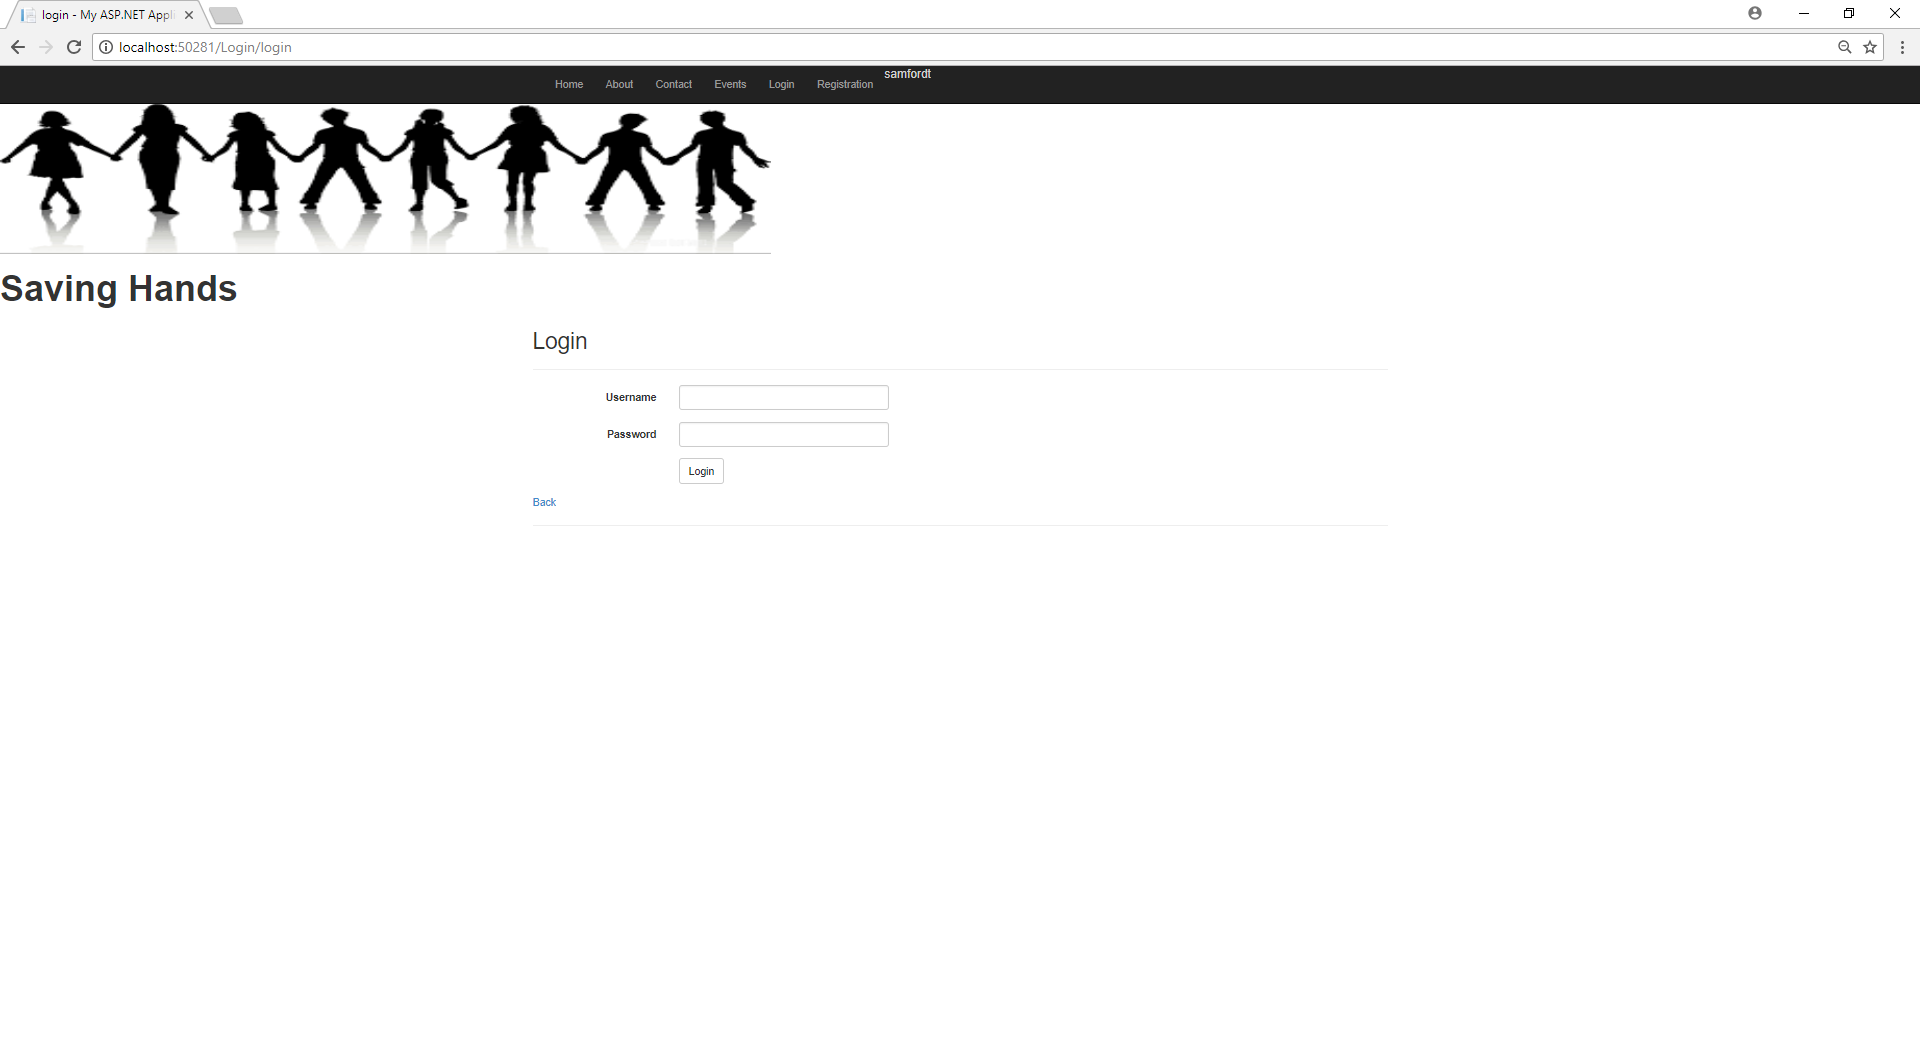 login - My ASP.NET Appli
localhost:50281/Login/login
Home About Contact Events Login Registration samfordt
Saving Hands
Login
Username
Password
Login
Back